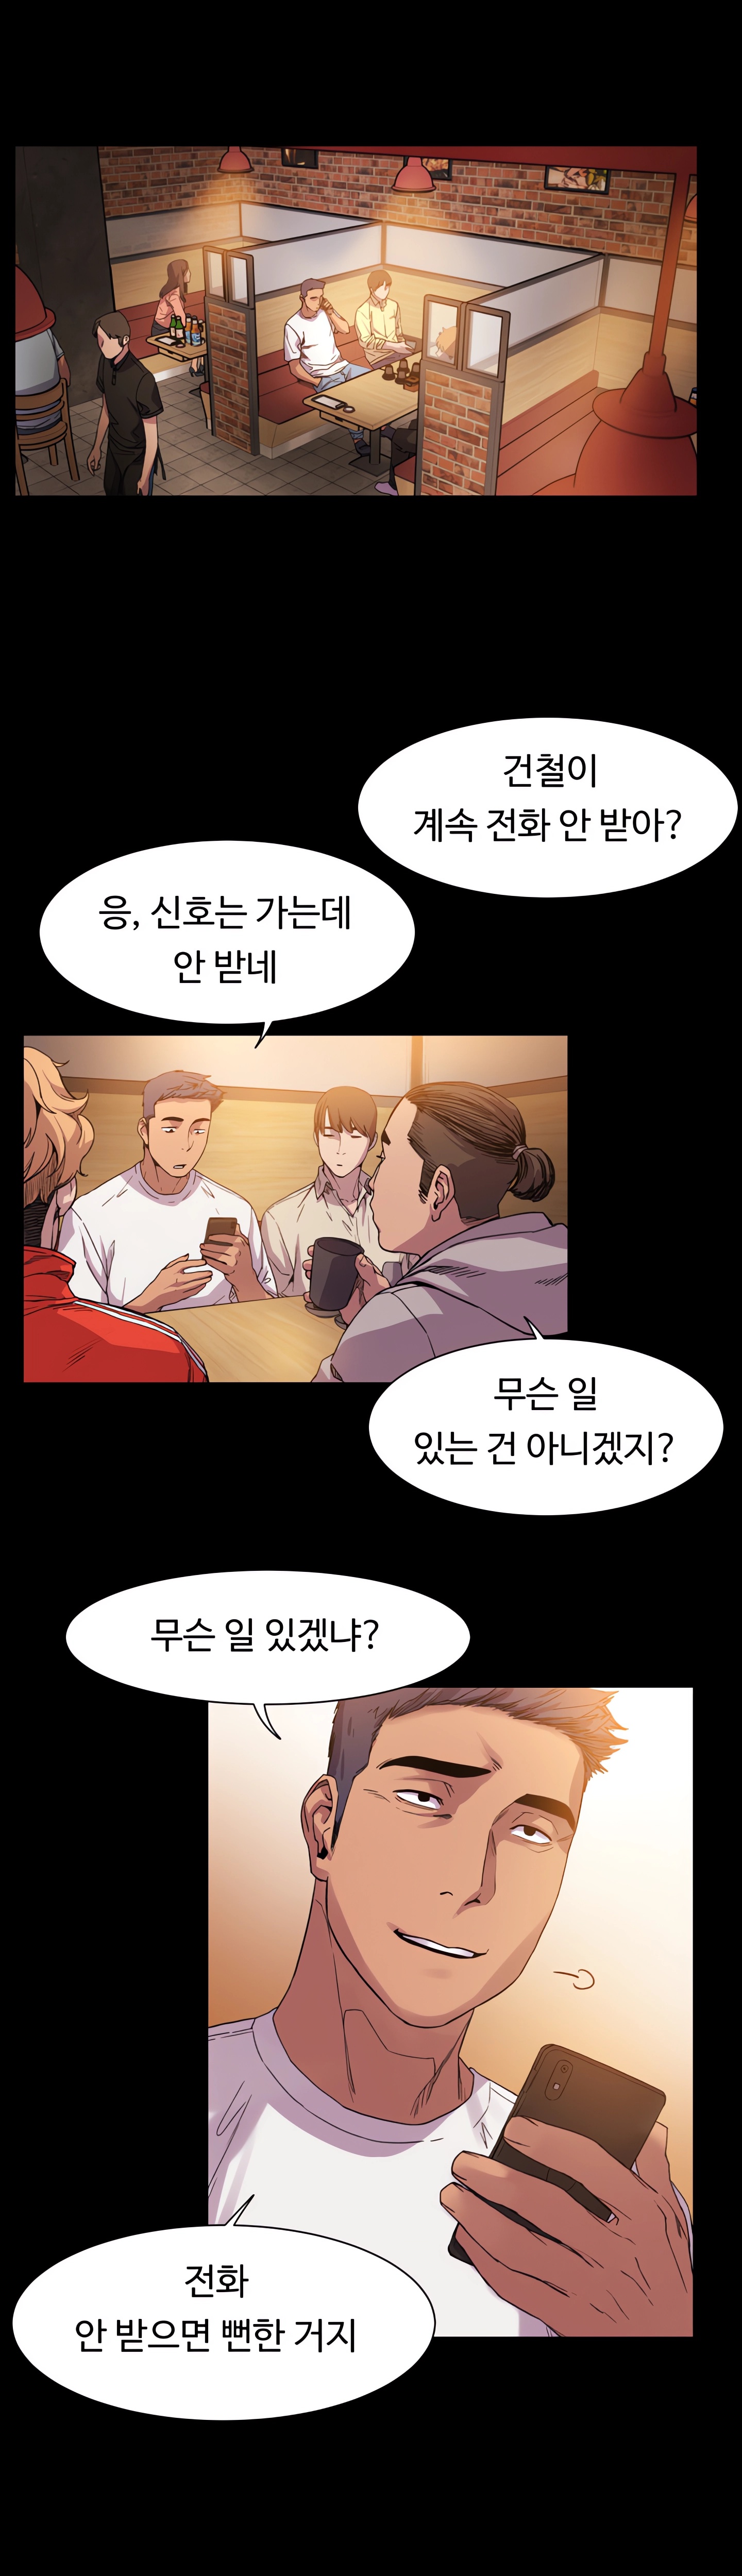 건철이
계속 전화 안 받아?
응, 신호는 가는데
안 받네
무슨 일
있는 건 아니겠지?
무슨 일 있겠냐?
전화
안 받으면 뻔한 거지